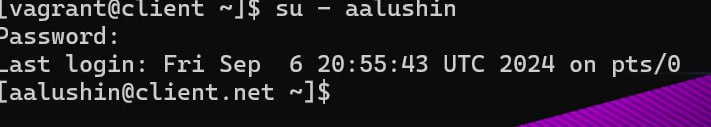 [vagrant@client ~]$ su - aalushin
Password:
Last login: Fri Sep  6 20:55:43 UTC 2024 on pts/0
[aalushin@client.net ~]$